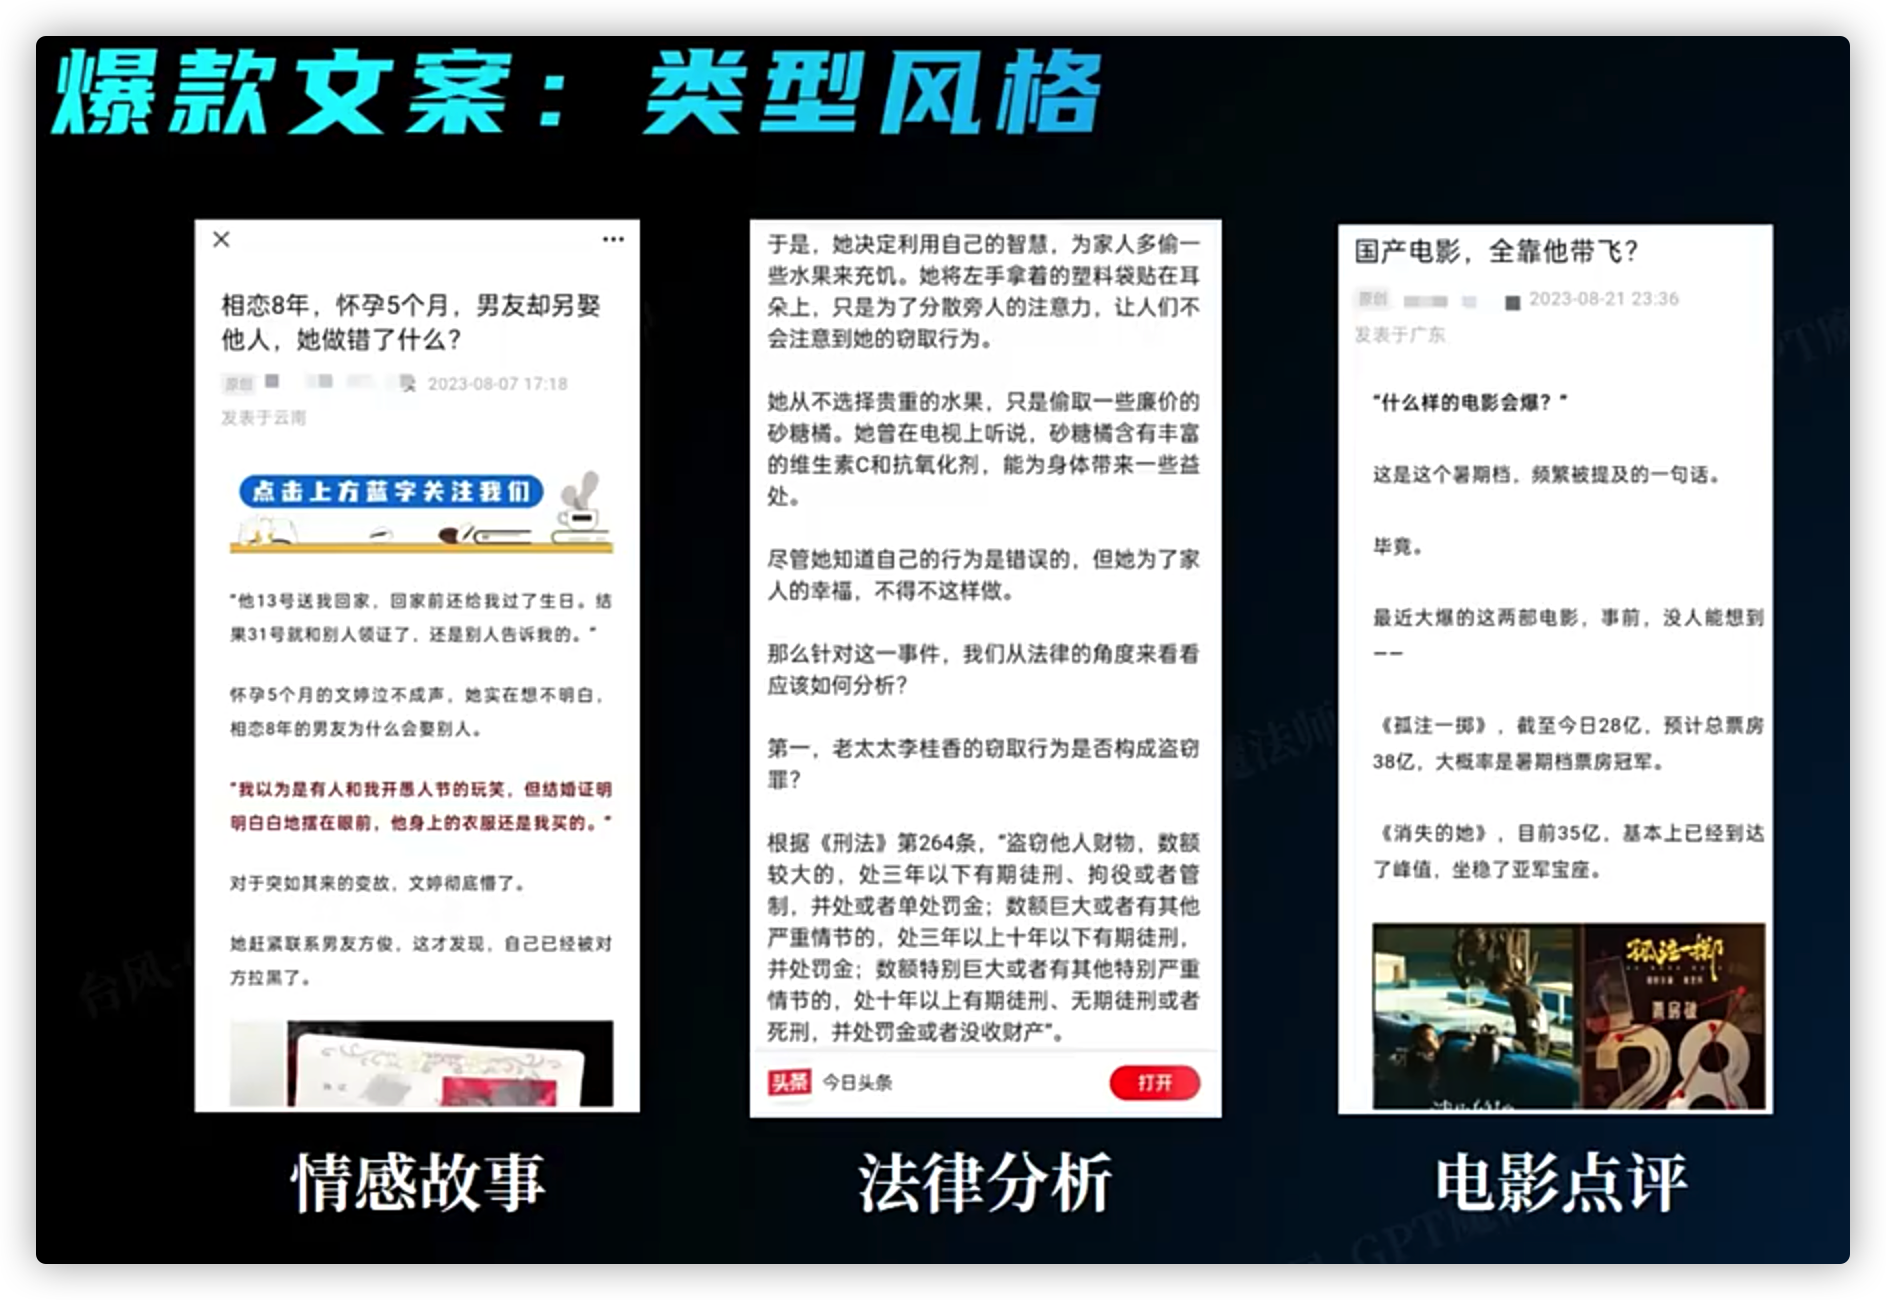 爆款文案：类型风格
相恋8年，怀孕5个月，男友却另娶
他人，她做错了什么？
原创
2023-08-07 17:18
发表于云南
点击上方蓝字关注我们
“他13号送我回家，回家前还给我过了生日。结
果31号就和别人领证了，还是别人告诉我的。”
怀孕5个月的文婷泣不成声，她实在想不明白，
相恋8年的男友为什么会娶别人。
“我以为是有人和我开愚人节的玩笑，但结婚证明
明白白地摆在眼前，他身上的衣服还是我买的。”
对于突如其来的变故，文婷彻底懵了。
她赶紧联系男友方俊，这才发现，自己已经被对
方拉黑了。
情感故事
于是，她决定利用自己的智慧，为家人多偷一
些水果来充饥。她将左手拿着的塑料袋贴在耳
朵上，只是为了分散旁人的注意力，让人们不
会注意到她的窃取行为。
她从不选择贵重的水果，只是偷取一些廉价的
砂糖橘。她曾在电视上听说，砂糖橘含有丰富
的维生素C和抗氧化剂，能为身体带来一些益
处。
尽管她知道自己的行为是错误的，但她为了家
人的幸福，不得不这样做。
那么针对这一事件，我们从法律的角度来看看
应该如何分析？
第一，老太太李桂香的窃取行为是否构成盗窃
罪？
根据《刑法》第264条，“盗窃他人财物，数额
较大的，处三年以下有期徒刑、拘役或者管
制，并处或者单处罚金；数额巨大或者有其他
严重情节的，处三年以上十年以下有期徒刑，
并处罚金；数额特别巨大或者有其他特别严重
情节的，处十年以上有期徒刑、无期徒刑或者
死刑，并处罚金或者没收财产”。
头条 今日头条 打开
法律分析
国产电影，全靠他带飞？
原创
2023-08-21 23:36
发表于广东
“什么样的电影会爆？”
这是这个暑期档，频繁被提及的一句话。
毕竟。
最近大爆的这两部电影，事前，没人能想到
——
《孤注一掷》，截至今日28亿，预计总票房
38亿，大概率是暑期档票房冠军。
《消失的她》，目前35亿，基本上已经到达
了峰值，坐稳了亚军宝座。
孤注一掷
票房破
28
电影点评